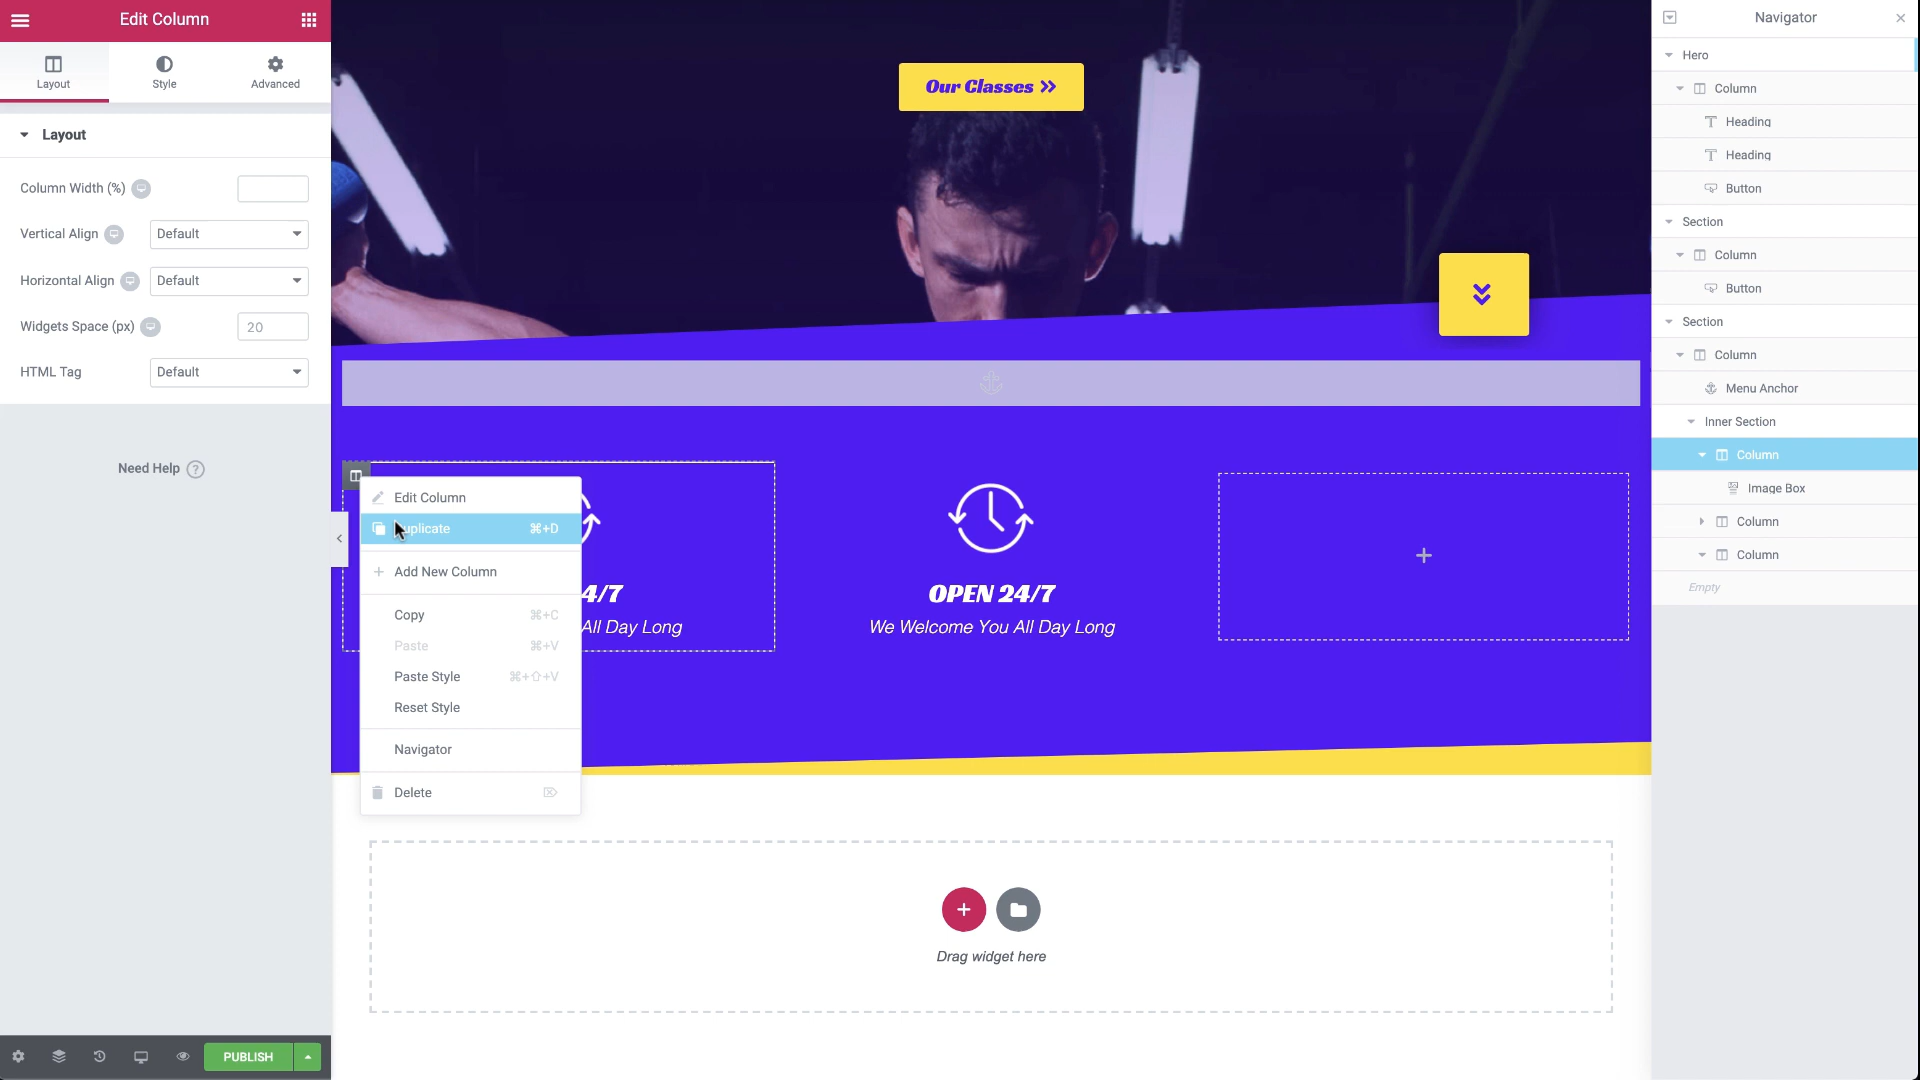 Edit Column
Layout
Style
Advanced
Layout
Column Width (%)
Vertical Align
Default
Horizontal Align
Default
Widgets Space (px)
20
HTML Tag
Default
Need Help ?
PUBLISH
Our Classes
4/7
All Day Long
OPEN 24/7
We Welcome You All Day Long
Edit Column
uplicate ⌘+D
Add New Column
Copy ⌘+C
Paste ⌘+V
Paste Style ⌘+⇧+V
Reset Style
Navigator
Delete
Drag widget here
Navigator
Hero
Column
Heading
Heading
Button
Section
Column
Button
Section
Column
Menu Anchor
Inner Section
Column
Image Box
Column
Column
Empty